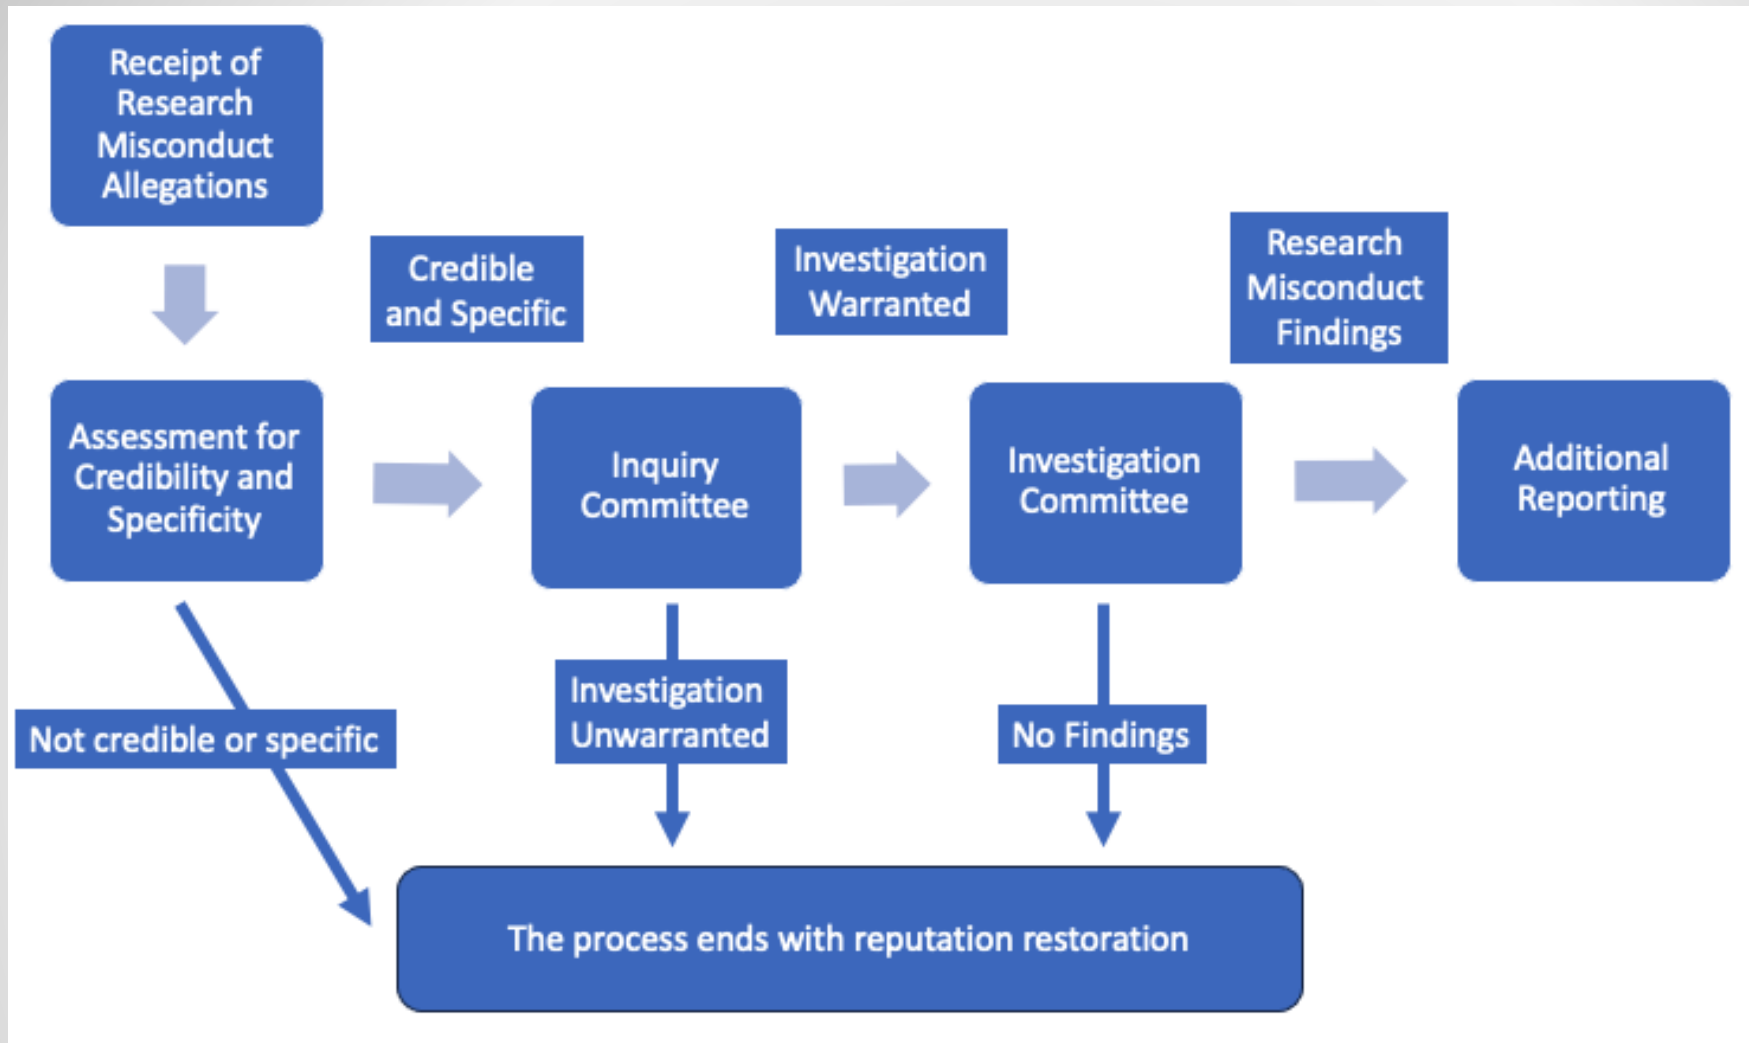 Receipt of
Research
Misconduct
Allegations
Credible
and Specific
Investigation
Warranted
Research
Misconduct
Findings
Assessment for
Credibility and
Specificity
Inquiry
Committee
Investigation
Committee
Additional
Reporting
Not credible or specific
Investigation
Unwarranted
No Findings
The process ends with reputation restoration